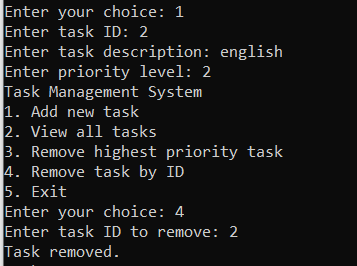 Enter your choice: 1
Enter task ID: 2
Enter task description: english
Enter priority level: 2
Task Management System
1. Add new task
2. View all tasks
3. Remove highest priority task
4. Remove task by ID
5. Exit
Enter your choice: 4
Enter task ID to remove: 2
Task removed.